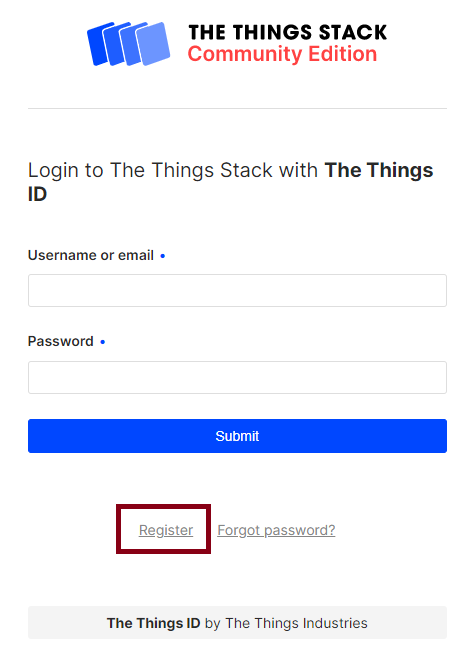 THE THINGS STACK
Community Edition
Login to The Things Stack with The Things
ID
Username or email •
Password •
Submit
Register Forgot password?
The Things ID by The Things Industries